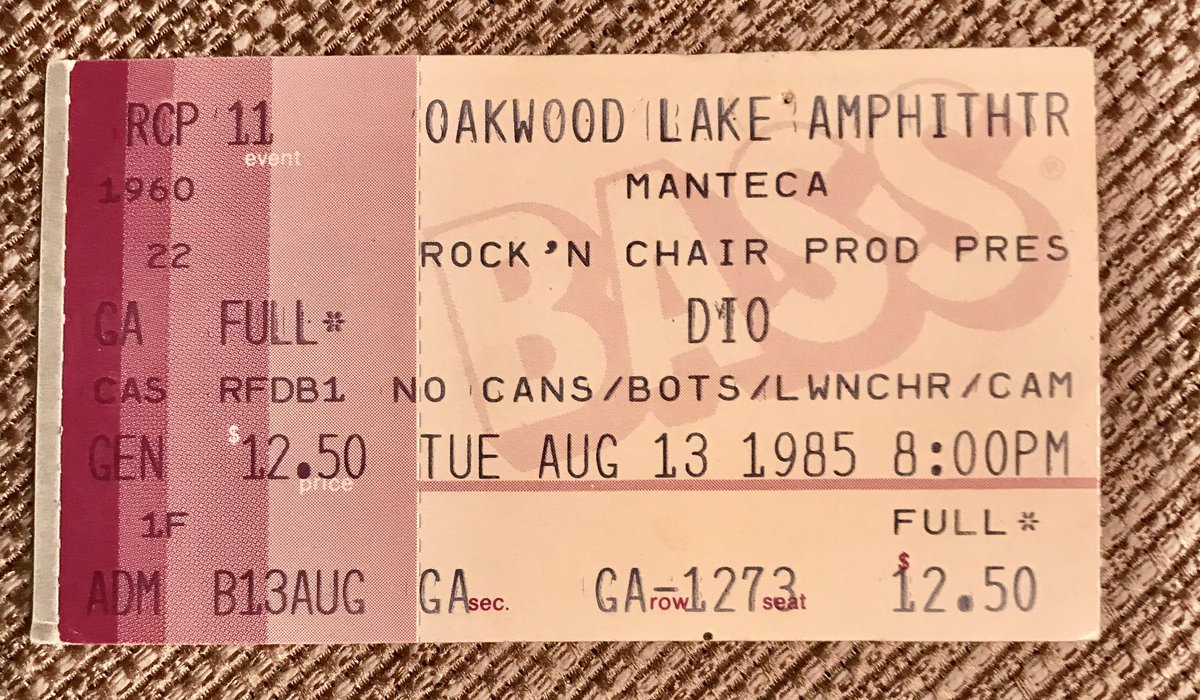 RCP 11 OAKWOOD LAKE AMPHITHTR
event
1960 MANTECA
22 ROCK'N CHAIR PROD PRES
GA FULL* DIO
CAS RFDB1 NO CANS/BOTS/LWNCHR/CAM
GEN $12.50 TUE AUG 13 1985 8:00PM
price
1F FULL*
ADM B13AUG GA sec. GA-1273 row seat $12.50
BASS®